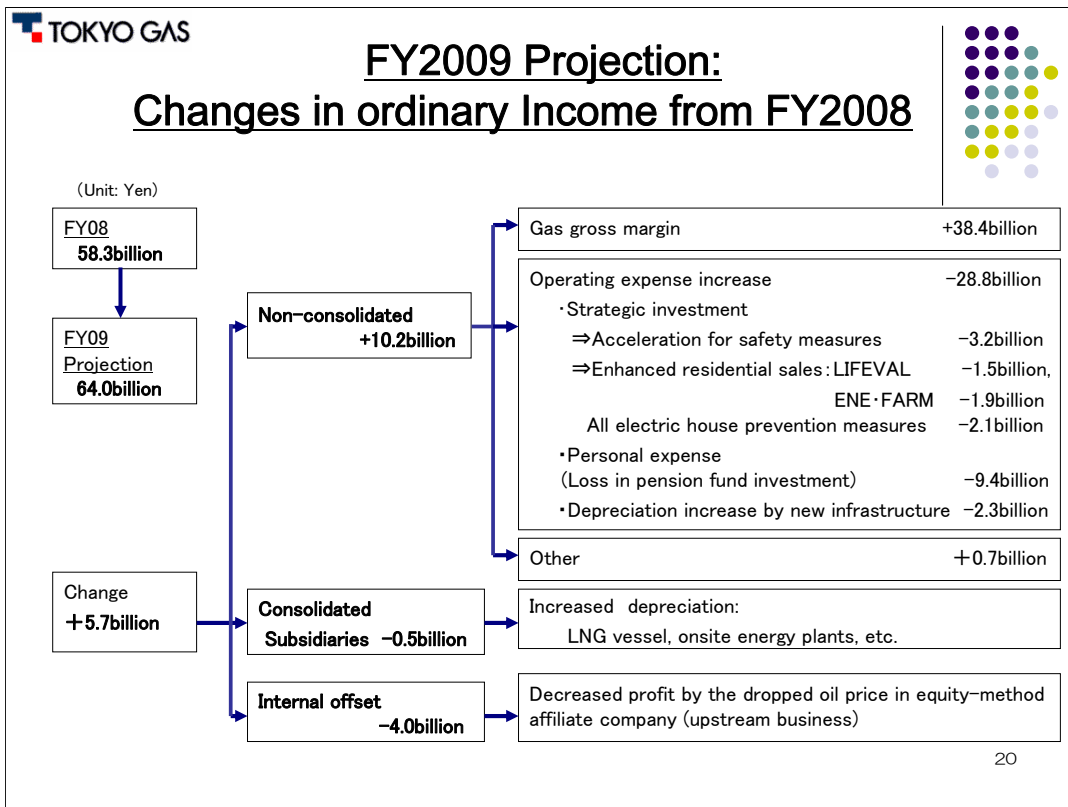 TOKYO GAS
FY2009 Projection:
Changes in ordinary Income from FY2008
(Unit: Yen)
FY08
58.3billion
FY09
Projection
64.0billion
Change
+5.7billion
Non-consolidated
+10.2billion
Consolidated
Subsidiaries -0.5billion
Internal offset
-4.0billion
Gas gross margin +38.4billion
Operating expense increase -28.8billion
・Strategic investment
⇒Acceleration for safety measures -3.2billion
⇒Enhanced residential sales:LIFEVAL -1.5billion,
ENE・FARM -1.9billion
All electric house prevention measures -2.1billion
・Personal expense
(Loss in pension fund investment) -9.4billion
・Depreciation increase by new infrastructure -2.3billion
Other +0.7billion
Increased depreciation:
LNG vessel, onsite energy plants, etc.
Decreased profit by the dropped oil price in equity-method
affiliate company (upstream business)
20